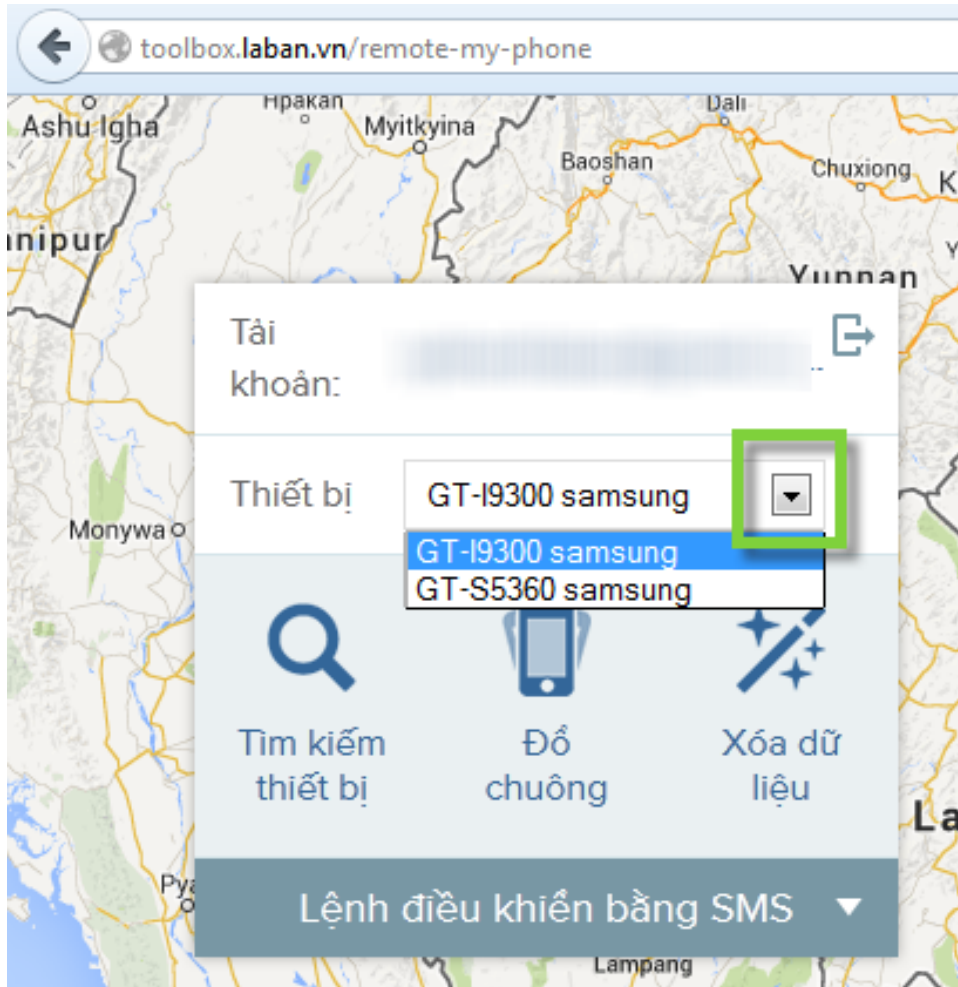 toolbox.laban.vn/remote-my-phone
Hpakan
Dali
Ashu Igha
Myitkyina
Baoshan
Chuxiong
K
nipur
Y
Yunnan
Tài
khoản:
Thiết bị
GT-I9300 samsung
GT-I9300 samsung
GT-S5360 samsung
Monywa
Tìm kiếm
thiết bị
Đổ
chuông
Xóa dữ
liệu
La
Pya
Lệnh điều khiển bằng SMS
Lampang